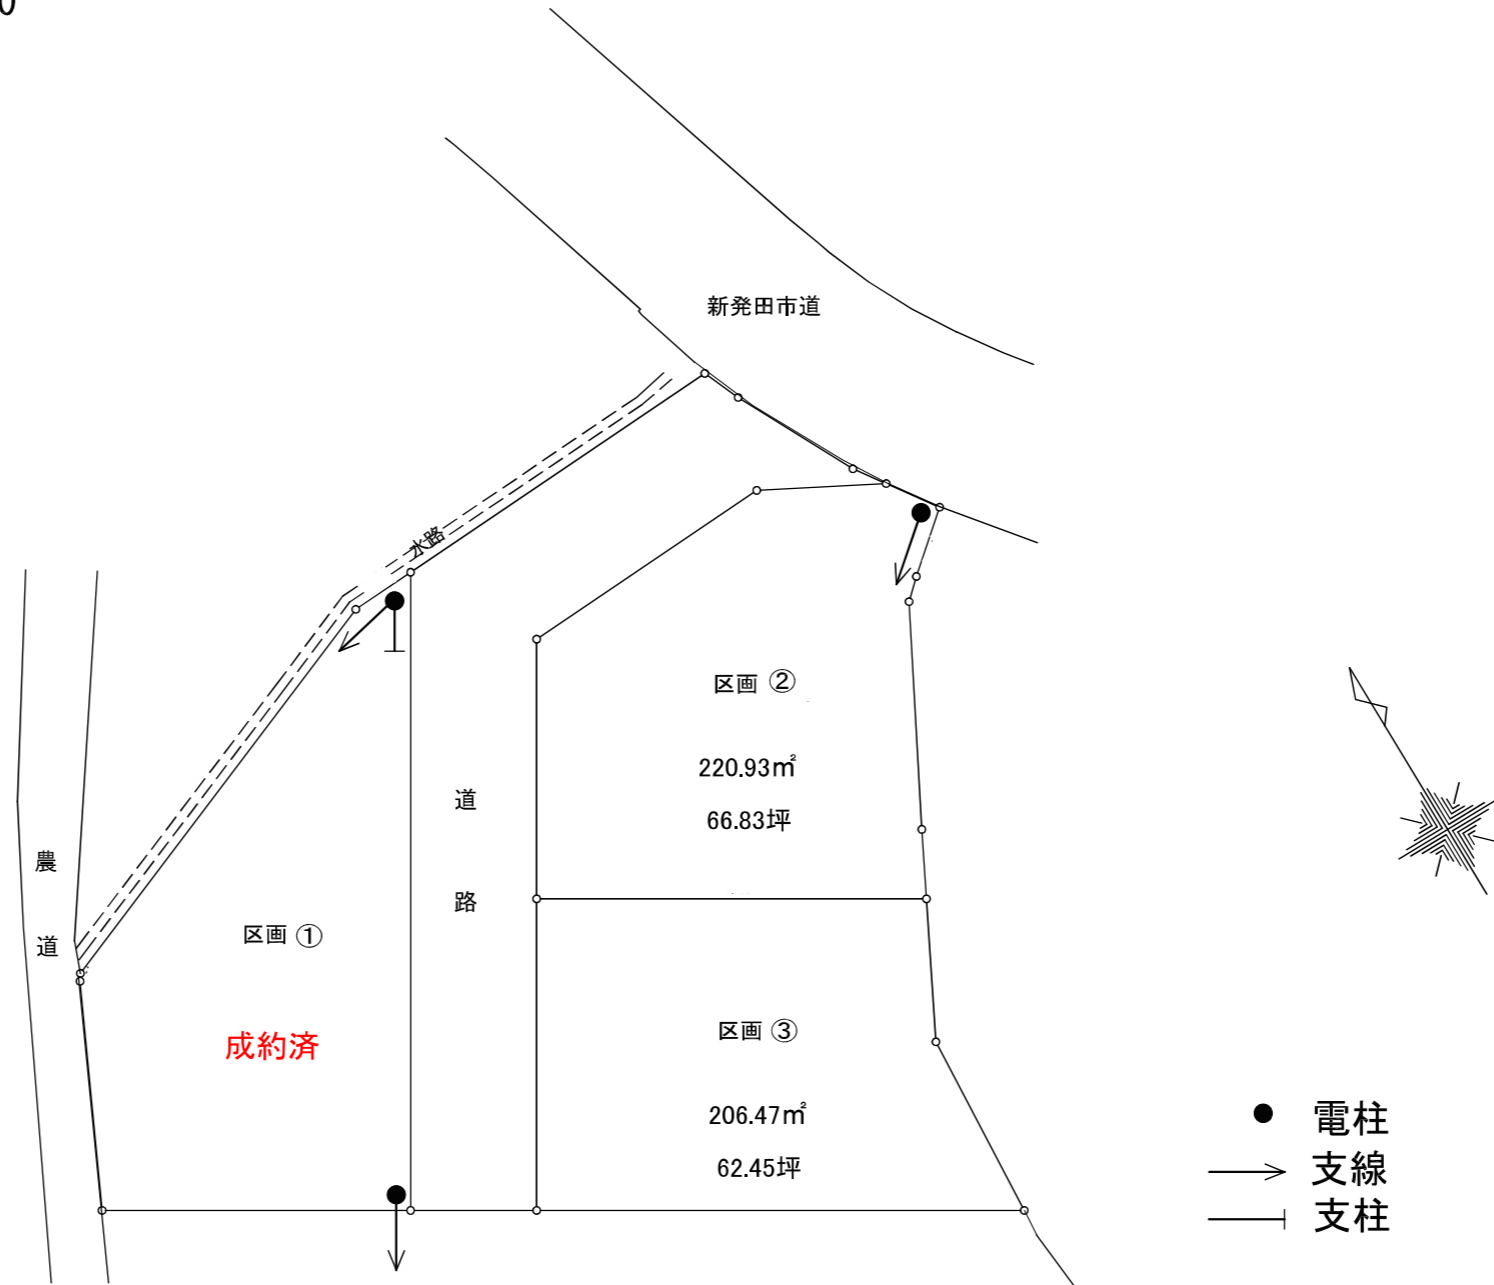 新発田市道
水路
区画 ②
220.93㎡
66.83坪
道路
農道
区画 ①
成約済
区画 ③
206.47㎡
62.45坪
電柱
支線
支柱